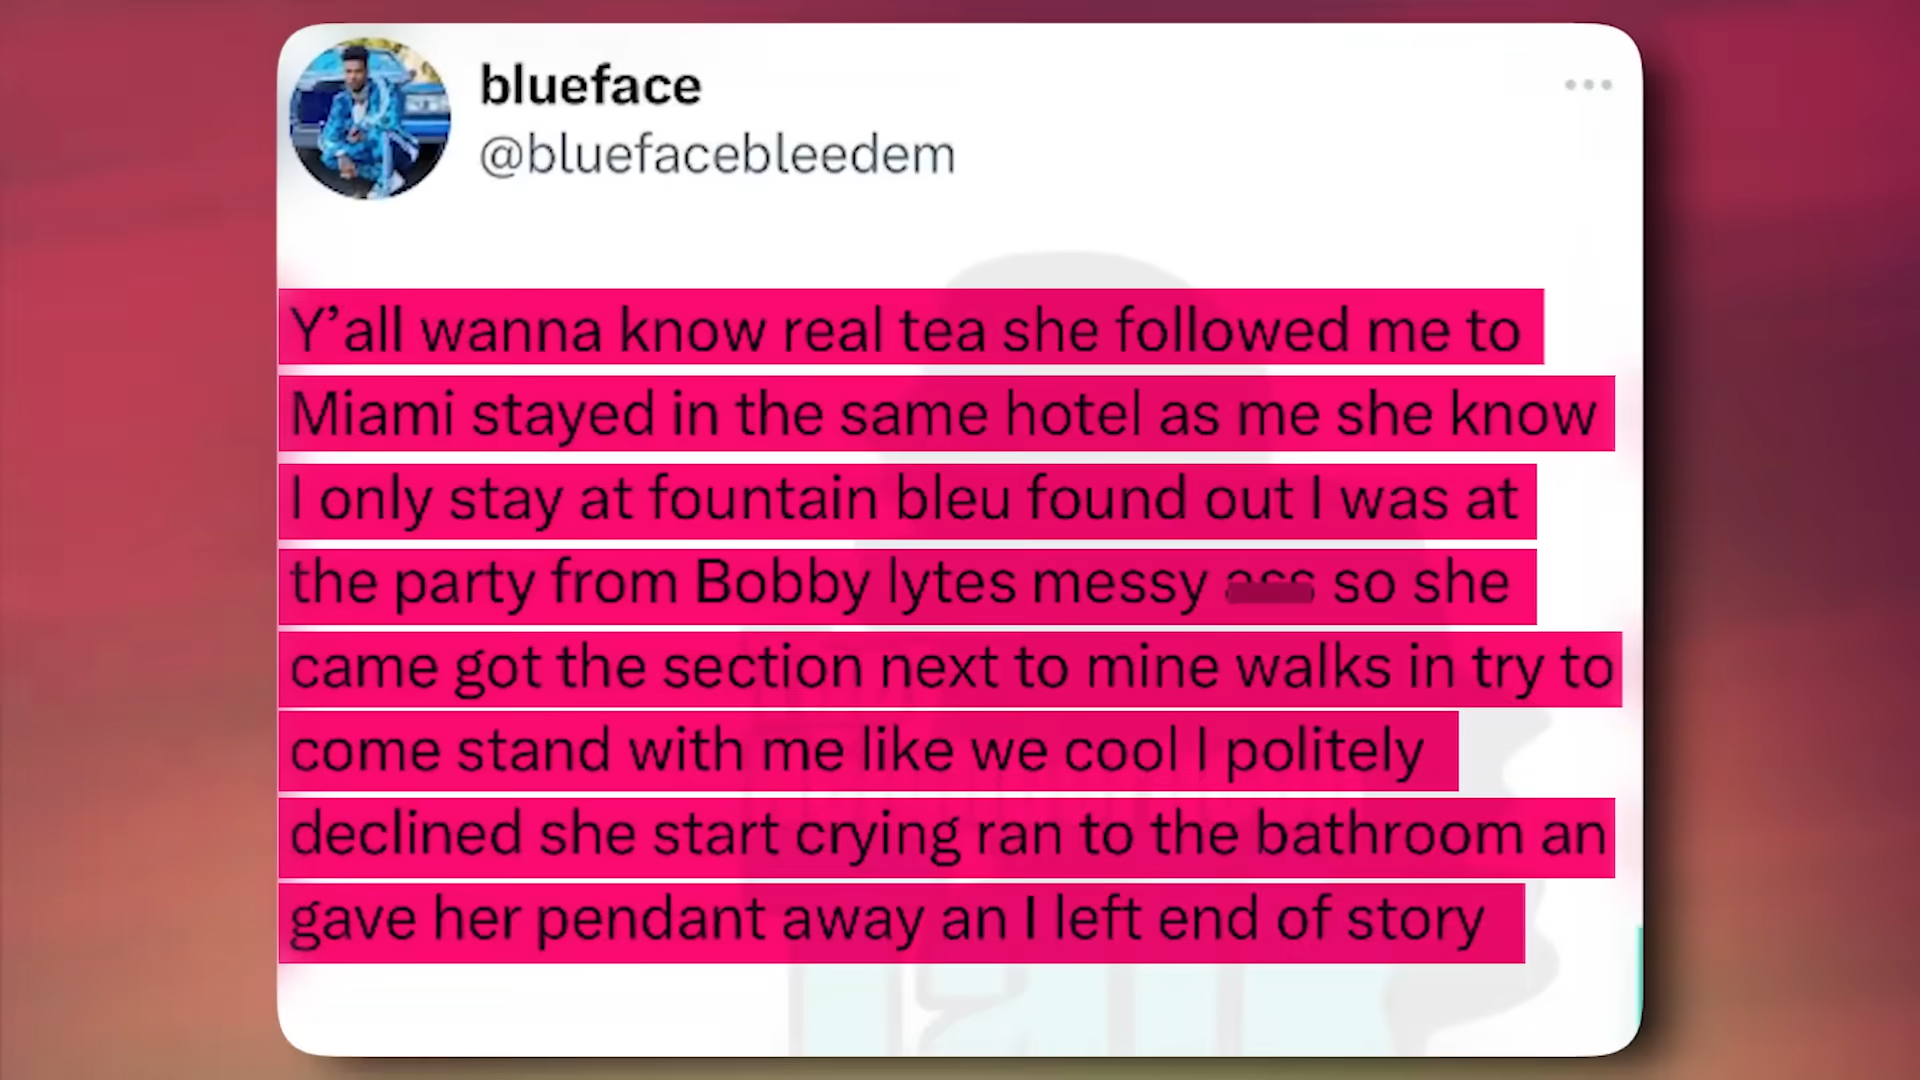 blueface
@bluefacebleedem
Y’all wanna know real tea she followed me to
Miami stayed in the same hotel as me she know
I only stay at fountain bleu found out I was at
the party from Bobby lytes messy ass so she
came got the section next to mine walks in try to
come stand with me like we cool I politely
declined she start crying ran to the bathroom an
gave her pendant away an I left end of story